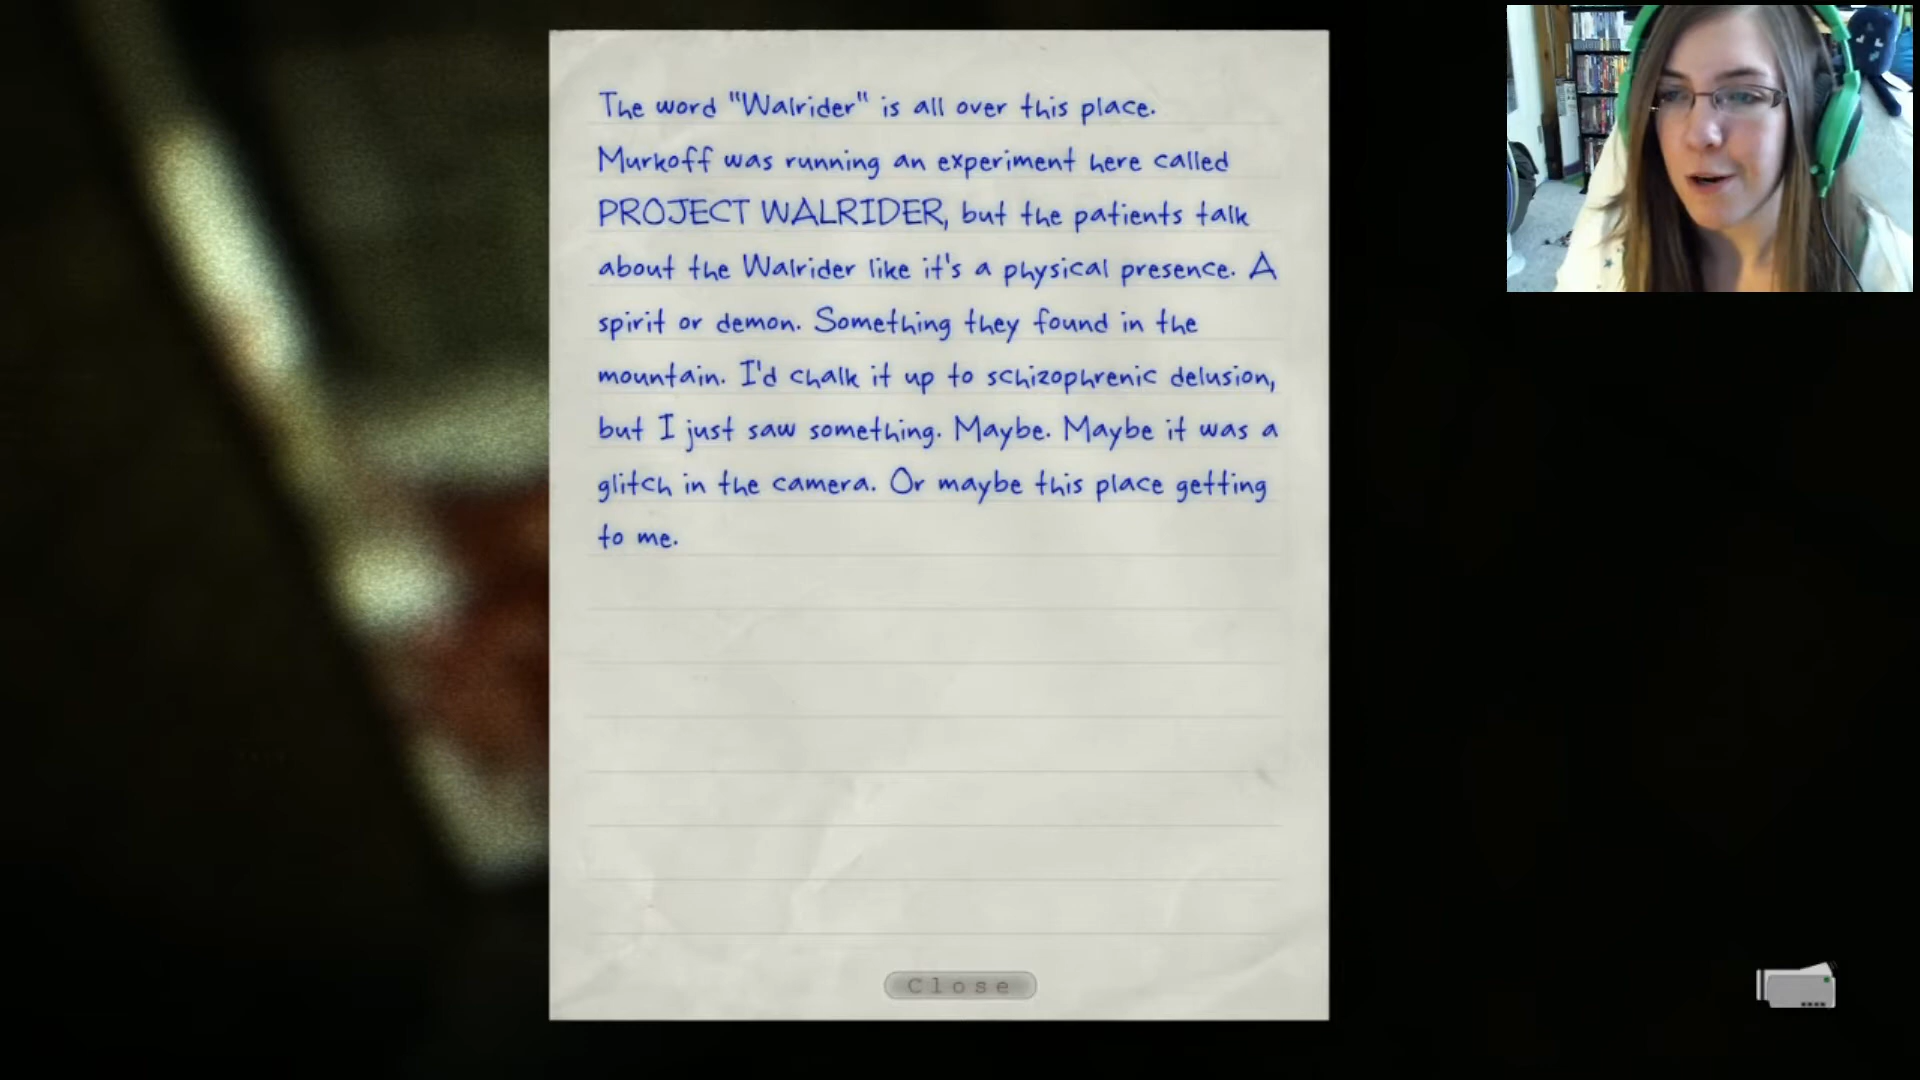 The word "Walrider" is all over this place.
Murkoff was running an experiment here called
PROJECT WALRIDER, but the patients talk
about the Walrider like it's a physical presence. A
spirit or demon. Something they found in the
mountain. I'd chalk it up to schizophrenic delusion,
but I just saw something. Maybe. Maybe it was a
glitch in the camera. Or maybe this place getting
to me.
Close